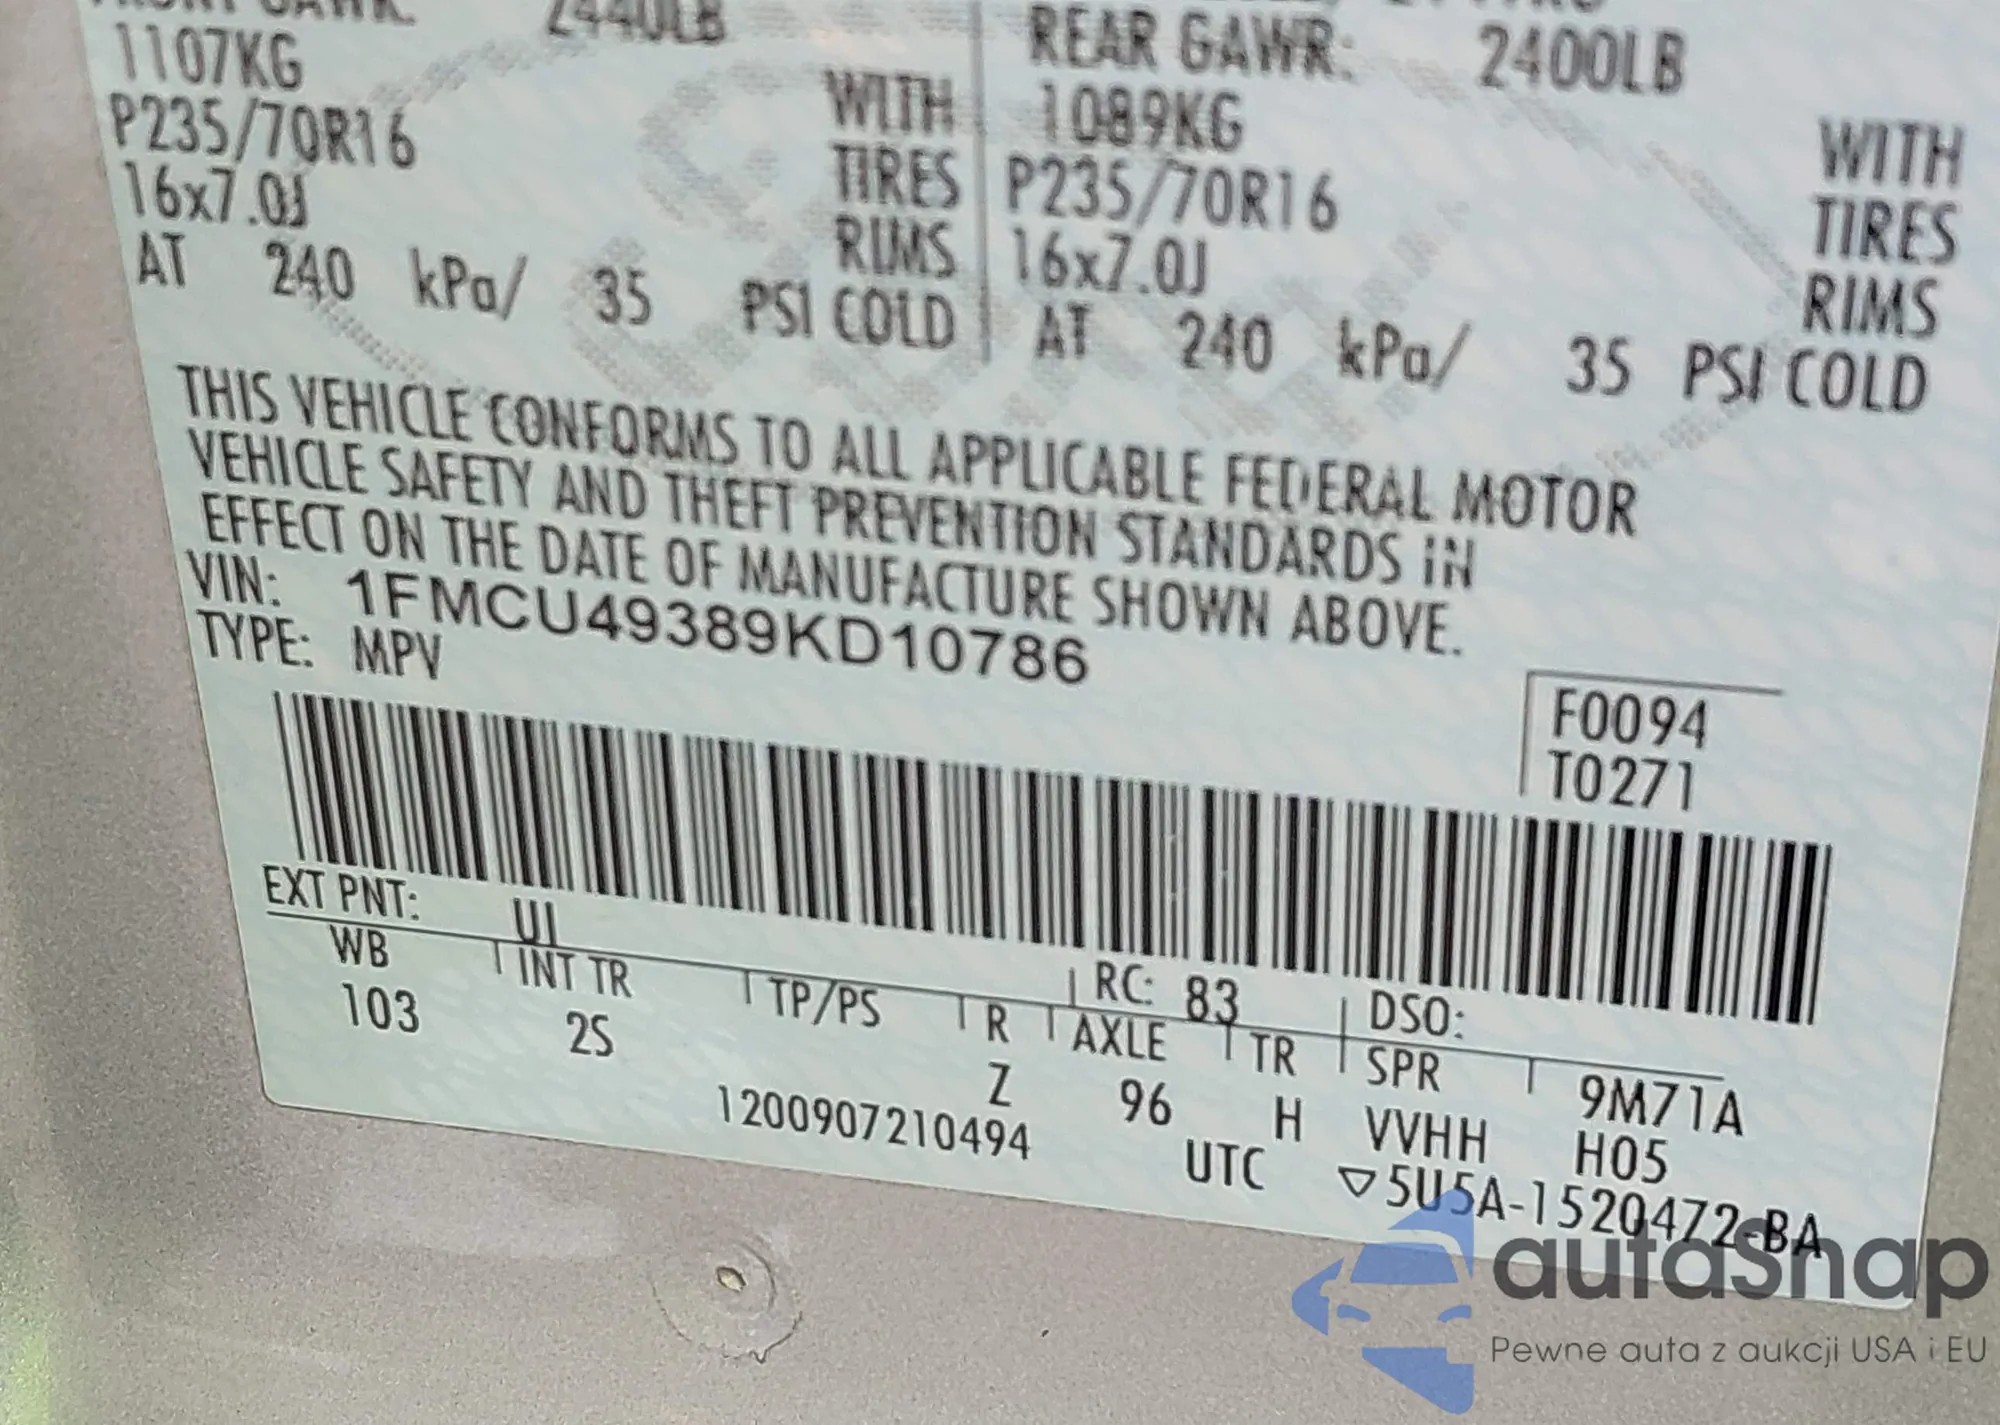 FRONT GAWR: 2440LB
1107KG WITH
P235/70R16 TIRES
16x7.0J RIMS
AT 240 kPa/ 35 PSI COLD
REAR GAWR: 2400LB
1089KG WITH
P235/70R16 TIRES
16x7.0J RIMS
AT 240 kPa/ 35 PSI COLD
THIS VEHICLE CONFORMS TO ALL APPLICABLE FEDERAL MOTOR
VEHICLE SAFETY AND THEFT PREVENTION STANDARDS IN
EFFECT ON THE DATE OF MANUFACTURE SHOWN ABOVE.
VIN: 1FMCU49389KD10786
TYPE: MPV
F0094
T0271
EXT PNT: UJ RC: 83 DSO:
WB INT TR TP/PS R AXLE TR SPR 9M71A
103 2S Z 96 H VVHH H05
1200907210494 UTC ▽5U5A-1520472-BA
autaSnap
Pewne auta z aukcji USA i EU